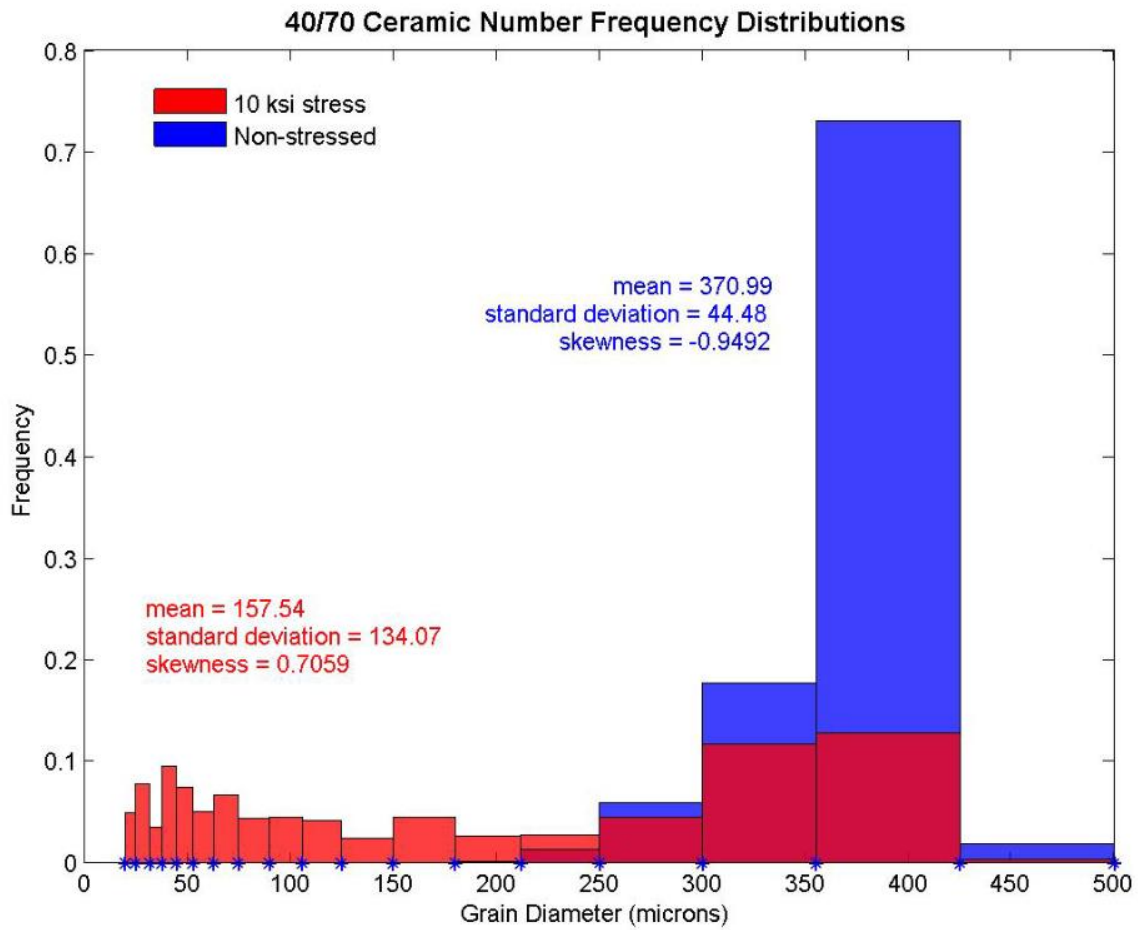 40/70 Ceramic Number Frequency Distributions
0.8
0.7
0.6
0.5
0.4
0.3
0.2
0.1
0
Frequency
10 ksi stress
Non-stressed
mean = 370.99
standard deviation = 44.48
skewness = -0.9492
mean = 157.54
standard deviation = 134.07
skewness = 0.7059
0 50 100 150 200 250 300 350 400 450 500
Grain Diameter (microns)